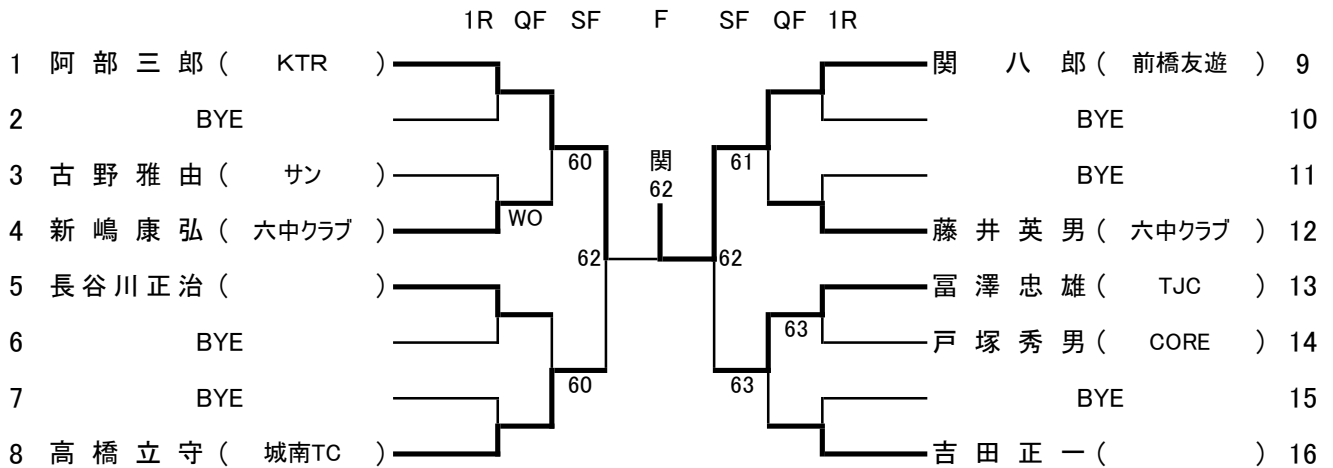 1R QF SF F SF QF 1R
1 阿部三郎( KTR ) 関 八郎( 前橋友遊 ) 9
2 BYE BYE 10
60 関 61
3 古野雅由( サン ) BYE 11
62
WO
4 新嶋康弘( 六中クラブ ) 藤井英男( 六中クラブ ) 12
62 62
5 長谷川正治( ) 冨澤忠雄( TJC ) 13
63
6 BYE 戸塚秀男( CORE ) 14
60 63
7 BYE BYE 15
8 高橋立守( 城南TC ) 吉田正一( ) 16